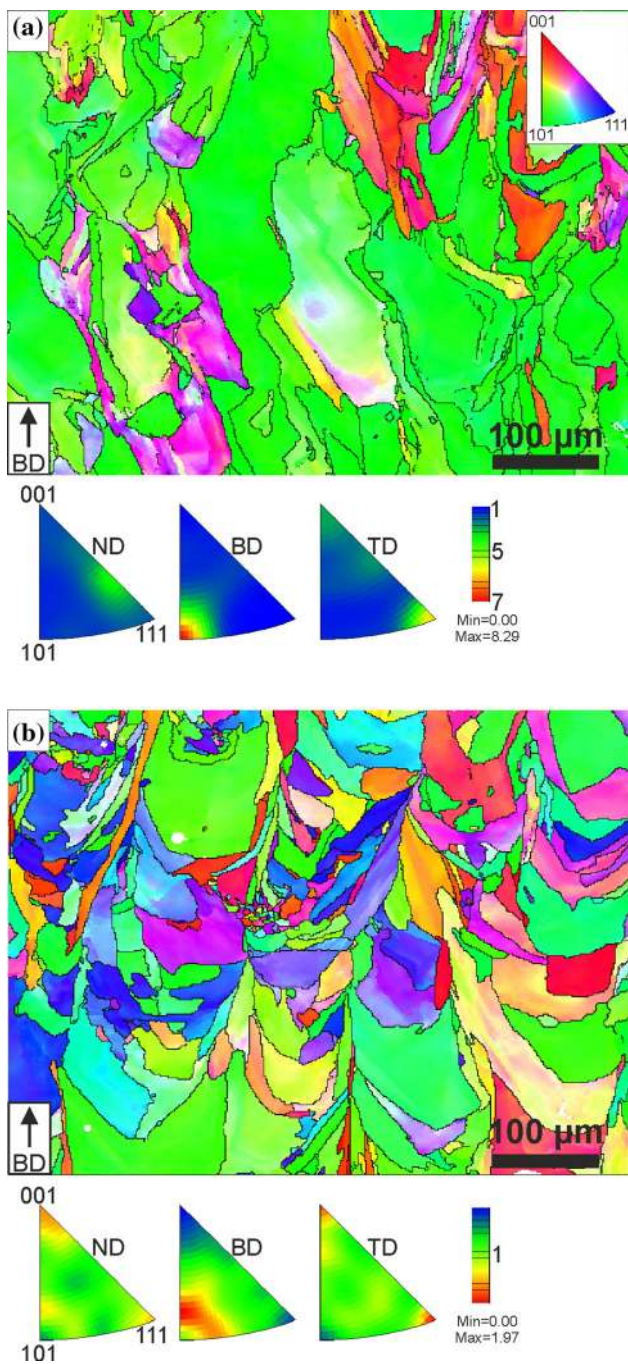 (a)
001
101
111
BD
100 µm
001
ND
BD
TD
1
5
7
101
111
Min=0.00
Max=8.29
(b)
BD
100 µm
001
ND
BD
TD
1
101
111
Min=0.00
Max=1.97